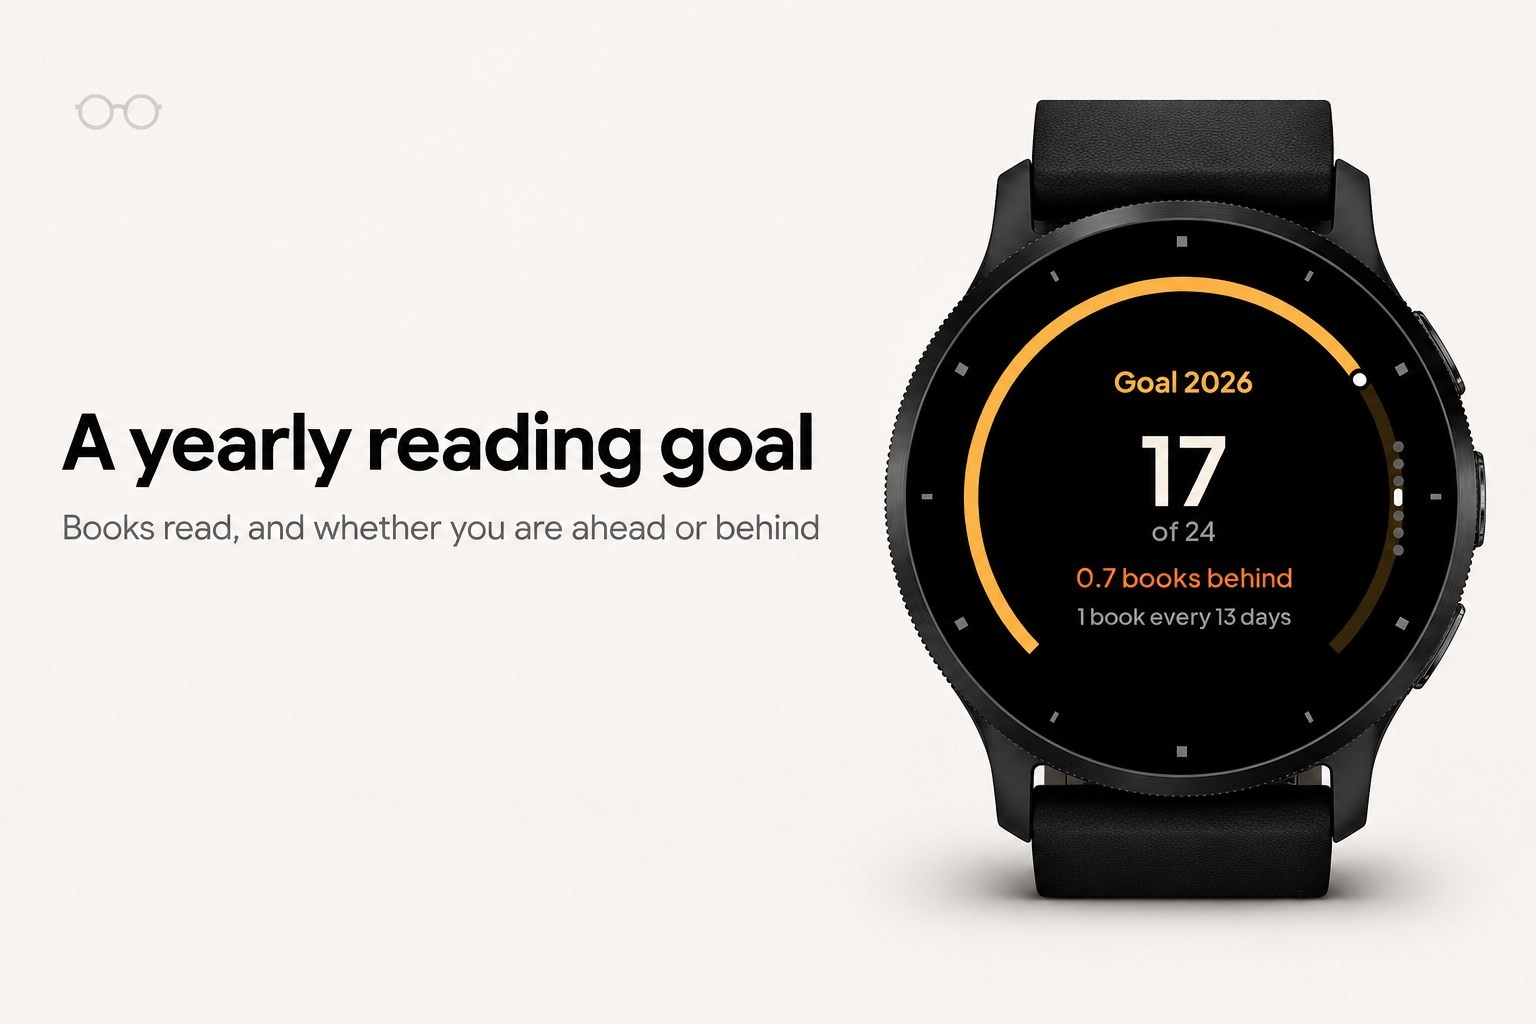 A yearly reading goal
Books read, and whether you are ahead or behind
Goal 2026
17
of 24
0.7 books behind
1 book every 13 days